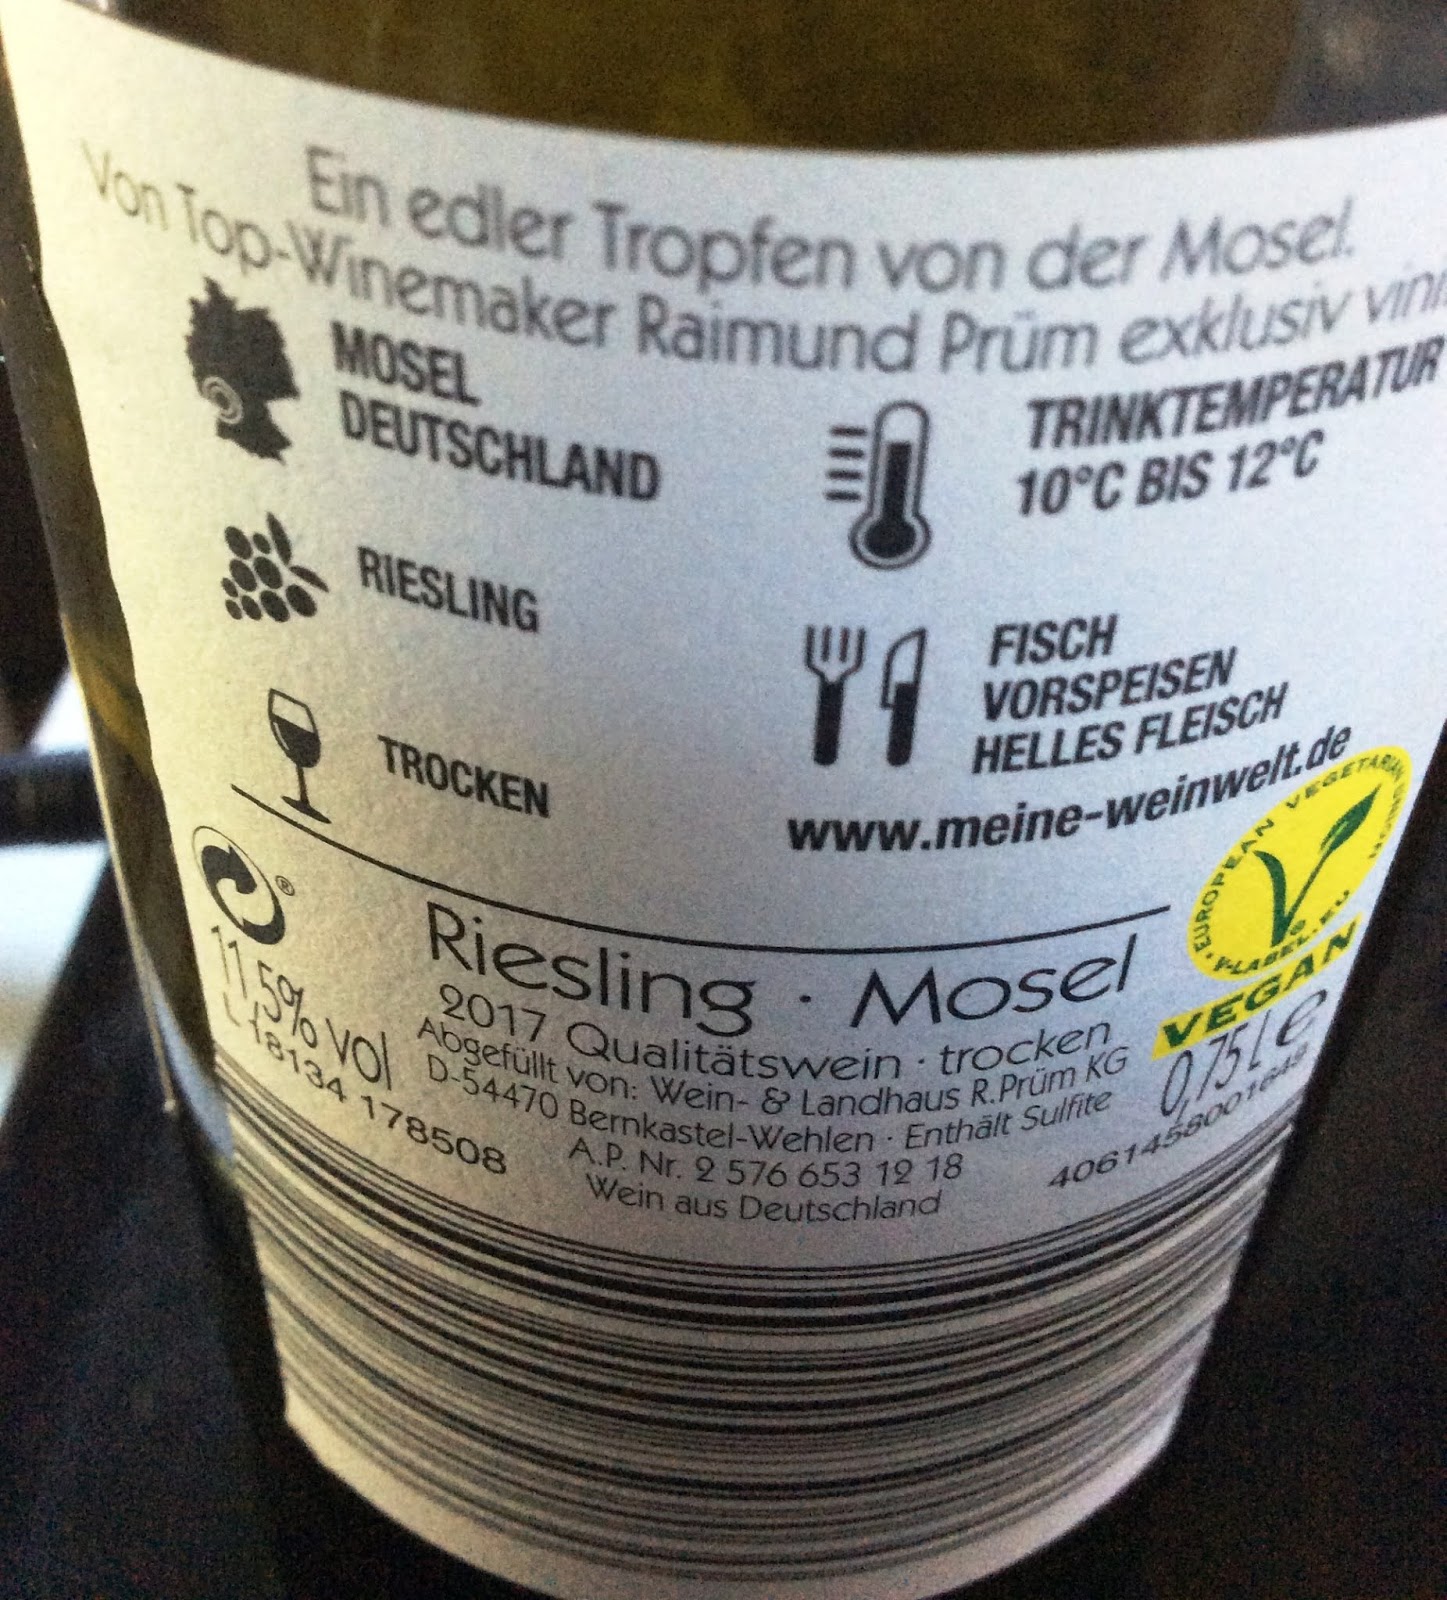 Ein edler Tropfen von der Mosel.
Von Top-Winemaker Raimund Prüm exklusiv
MOSEL
DEUTSCHLAND
TRINKTEMPERATUR
10°C BIS 12°C
RIESLING
FISCH
VORSPEISEN
HELLES FLEISCH
TROCKEN
www.meine-weinwelt.de
EUROPEAN VEGETARIAN UNION
V-LABEL.EU
VEGAN
®
Riesling · Mosel
2017 Qualitätswein · trocken
Abgefüllt von: Wein- & Landhaus R.Prüm KG
D-54470 Bernkastel-Wehlen · Enthält Sulfite
A.P. Nr. 2 576 653 12 18
Wein aus Deutschland
11,5% vol
L 18134 178508
0,75 L e
4061458001649